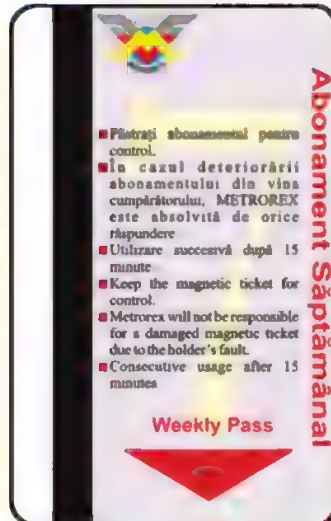 Păstrați abonamentul pentru
control.
În cazul deteriorării
abonamentului din vina
cumpărătorului, METROREX
este absolvită de orice
răspundere
Utilizare succesivă după 15
minute
Keep the magnetic ticket for
control.
Metrorex will not be responsible
for a damaged magnetic ticket
due to the holder's fault.
Consecutive usage after 15
minutes
Weekly Pass
Abonament Săptămânal